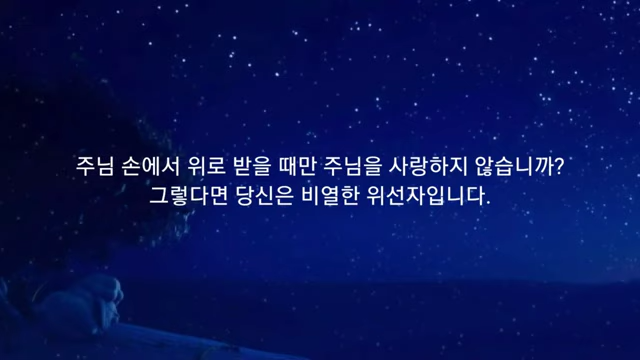 주님 손에서 위로 받을 때만 주님을 사랑하지 않습니까?
그렇다면 당신은 비열한 위선자입니다.